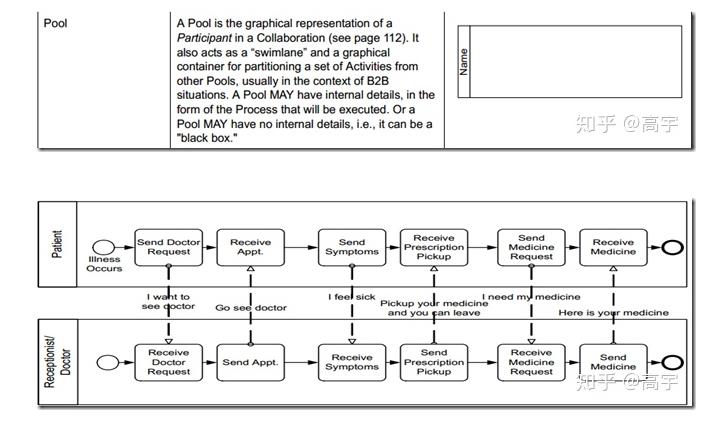 Pool
A Pool is the graphical representation of a
Participant in a Collaboration (see page 112). It
also acts as a “swimlane” and a graphical
container for partitioning a set of Activities from
other Pools, usually in the context of B2B
situations. A Pool MAY have internal details, in the
form of the Process that will be executed. Or a
Pool MAY have no internal details, i.e., it can be a
"black box."
Name
知乎 @高宇
Patient
Illness
Occurs
Send Doctor
Request
Receive
Appt.
Send
Symptoms
Receive
Prescription
Pickup
Send
Medicine
Request
Receive
Medicine
I want to
see doctor
Go see doctor
I feel sick
Pickup your medicine
and you can leave
I need my medicine
Here is your medicine
Receptionist/
Doctor
Receive
Doctor
Request
Send Appt.
Receive
Symptoms
Send
Prescription
Pickup
Receive
Medicine
Request
Send
Medicine
知乎 @高宇